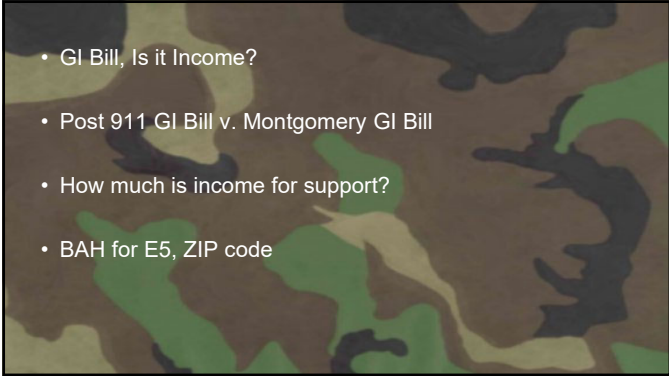 • GI Bill, Is it Income?
• Post 911 GI Bill v. Montgomery GI Bill
• How much is income for support?
• BAH for E5, ZIP code